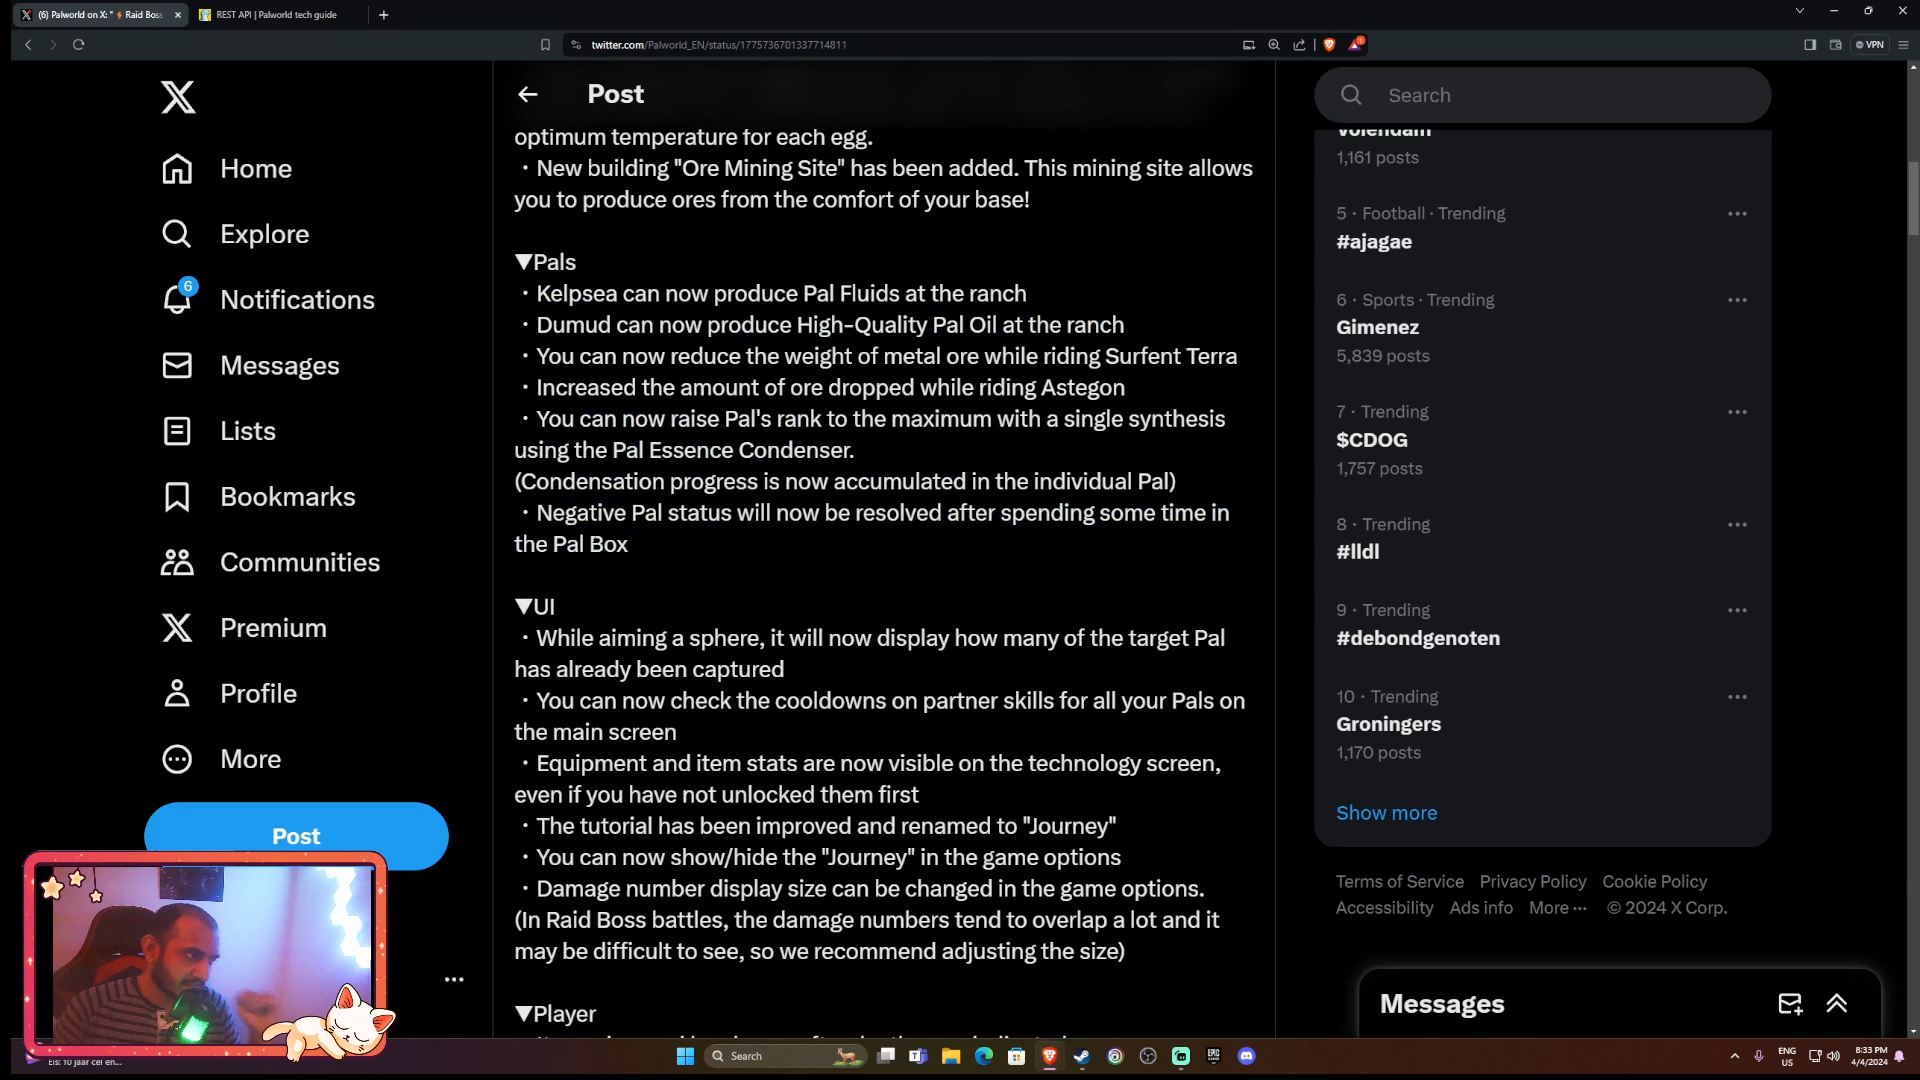 (6) Palworld on X: "⚡Raid Boss
REST API | Palworld tech guide
twitter.com/Palworld_EN/status/1775736701337714811
VPN
Post
Search
Home
Explore
6
Notifications
Messages
Lists
Bookmarks
Communities
Premium
Profile
More
Post
optimum temperature for each egg.
・New building "Ore Mining Site" has been added. This mining site allows
you to produce ores from the comfort of your base!
▼Pals
・Kelpsea can now produce Pal Fluids at the ranch
・Dumud can now produce High-Quality Pal Oil at the ranch
・You can now reduce the weight of metal ore while riding Surfent Terra
・Increased the amount of ore dropped while riding Astegon
・You can now raise Pal's rank to the maximum with a single synthesis
using the Pal Essence Condenser.
(Condensation progress is now accumulated in the individual Pal)
・Negative Pal status will now be resolved after spending some time in
the Pal Box
▼UI
・While aiming a sphere, it will now display how many of the target Pal
has already been captured
・You can now check the cooldowns on partner skills for all your Pals on
the main screen
・Equipment and item stats are now visible on the technology screen,
even if you have not unlocked them first
・The tutorial has been improved and renamed to "Journey"
・You can now show/hide the "Journey" in the game options
・Damage number display size can be changed in the game options.
(In Raid Boss battles, the damage numbers tend to overlap a lot and it
may be difficult to see, so we recommend adjusting the size)
▼Player
Volendam
1,161 posts
5 · Football · Trending
#ajagae
6 · Sports · Trending
Gimenez
5,839 posts
7 · Trending
$CDOG
1,757 posts
8 · Trending
#lldl
9 · Trending
#debondgenoten
10 · Trending
Groningers
1,170 posts
Show more
Terms of Service Privacy Policy Cookie Policy
Accessibility Ads info More ··· © 2024 X Corp.
Messages
Search
ENG
US
8:33 PM
4/4/2024